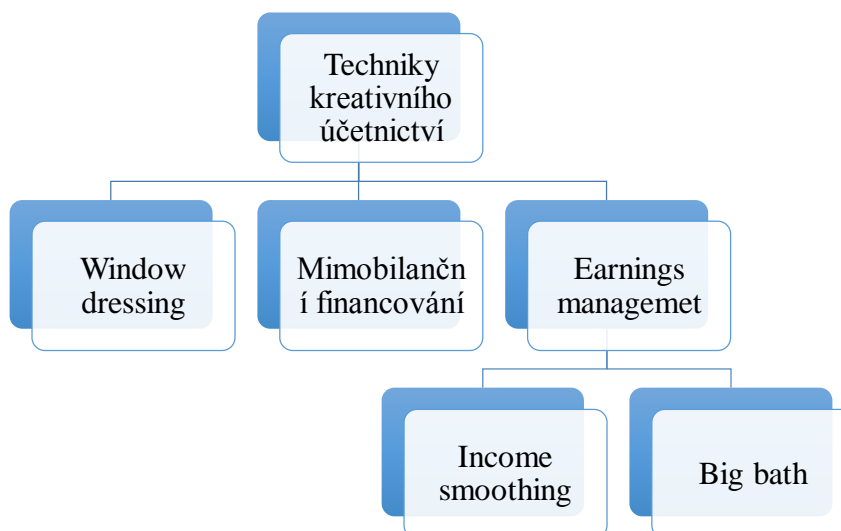 Techniky
kreativního
účetnictví
Window
dressing
Mimobilančn
í financování
Earnings
managemet
Income
smoothing
Big bath